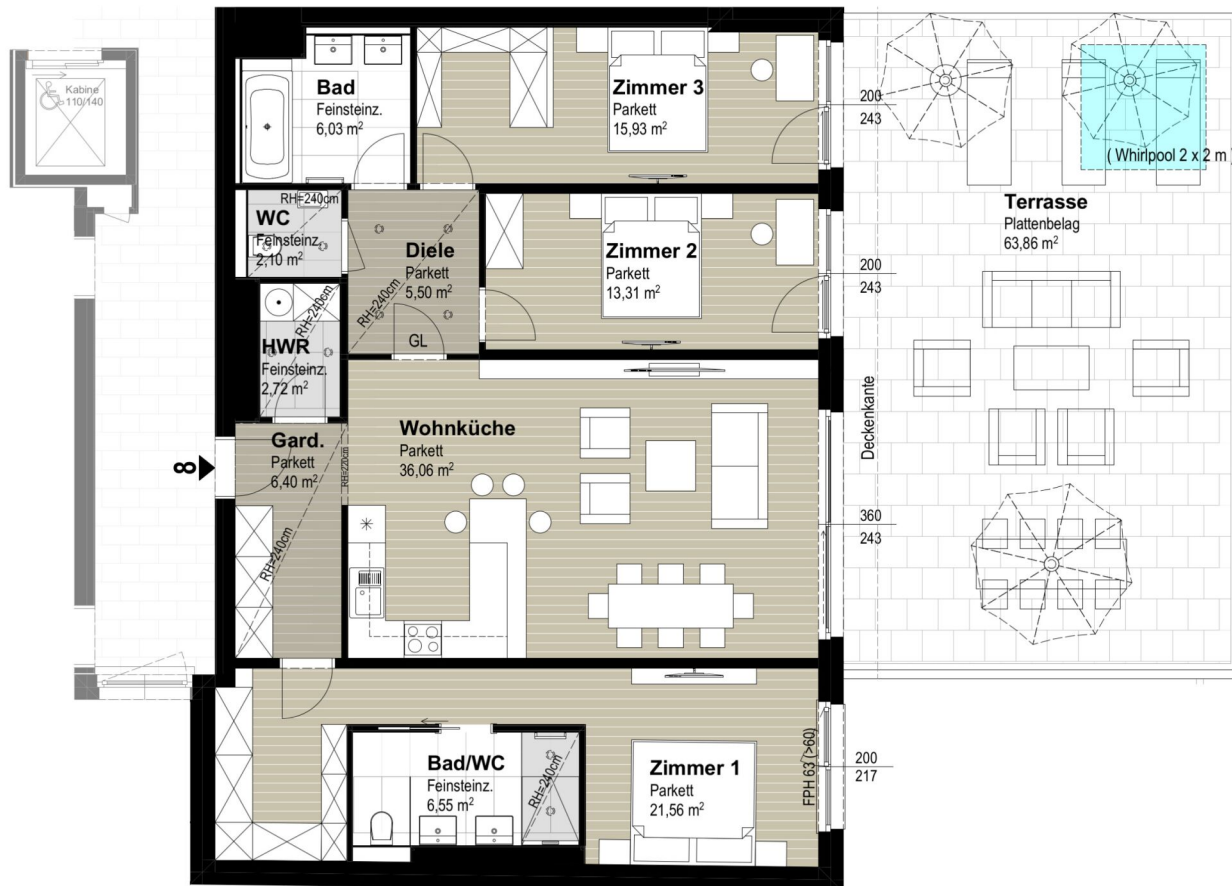 Kabine
110/140
Bad
Feinsteinz.
6,03 m²
Zimmer 3
Parkett
15,93 m²
200
243
( Whirlpool 2 x 2 m )
Terrasse
Plattenbelag
63,86 m²
RH=240cm
WC
Feinsteinz.
2,10 m²
Diele
Parkett
5,50 m²
RH=240cm
GL
Zimmer 2
Parkett
13,31 m²
200
243
RH=240cm
HWR
Feinsteinz.
2,72 m²
8
Gard.
Parkett
6,40 m²
RH=240cm
RH=220cm
Wohnküche
Parkett
36,06 m²
Deckenkante
360
243
Bad/WC
Feinsteinz.
6,55 m²
RH=240cm
Zimmer 1
Parkett
21,56 m²
FPH 63 (>60)
200
217